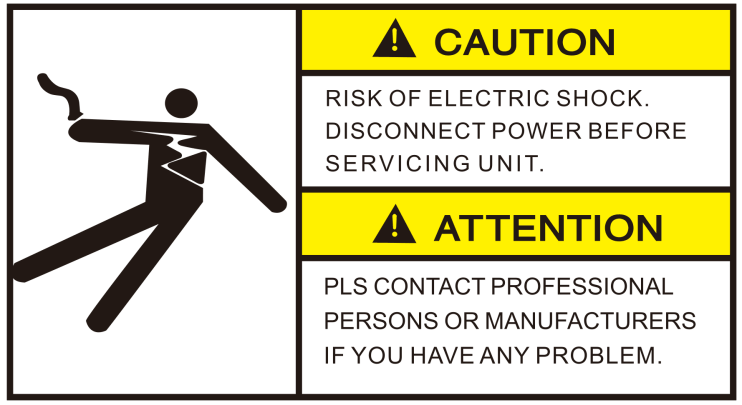 CAUTION
RISK OF ELECTRIC SHOCK.
DISCONNECT POWER BEFORE
SERVICING UNIT.
ATTENTION
PLS CONTACT PROFESSIONAL
PERSONS OR MANUFACTURERS
IF YOU HAVE ANY PROBLEM.